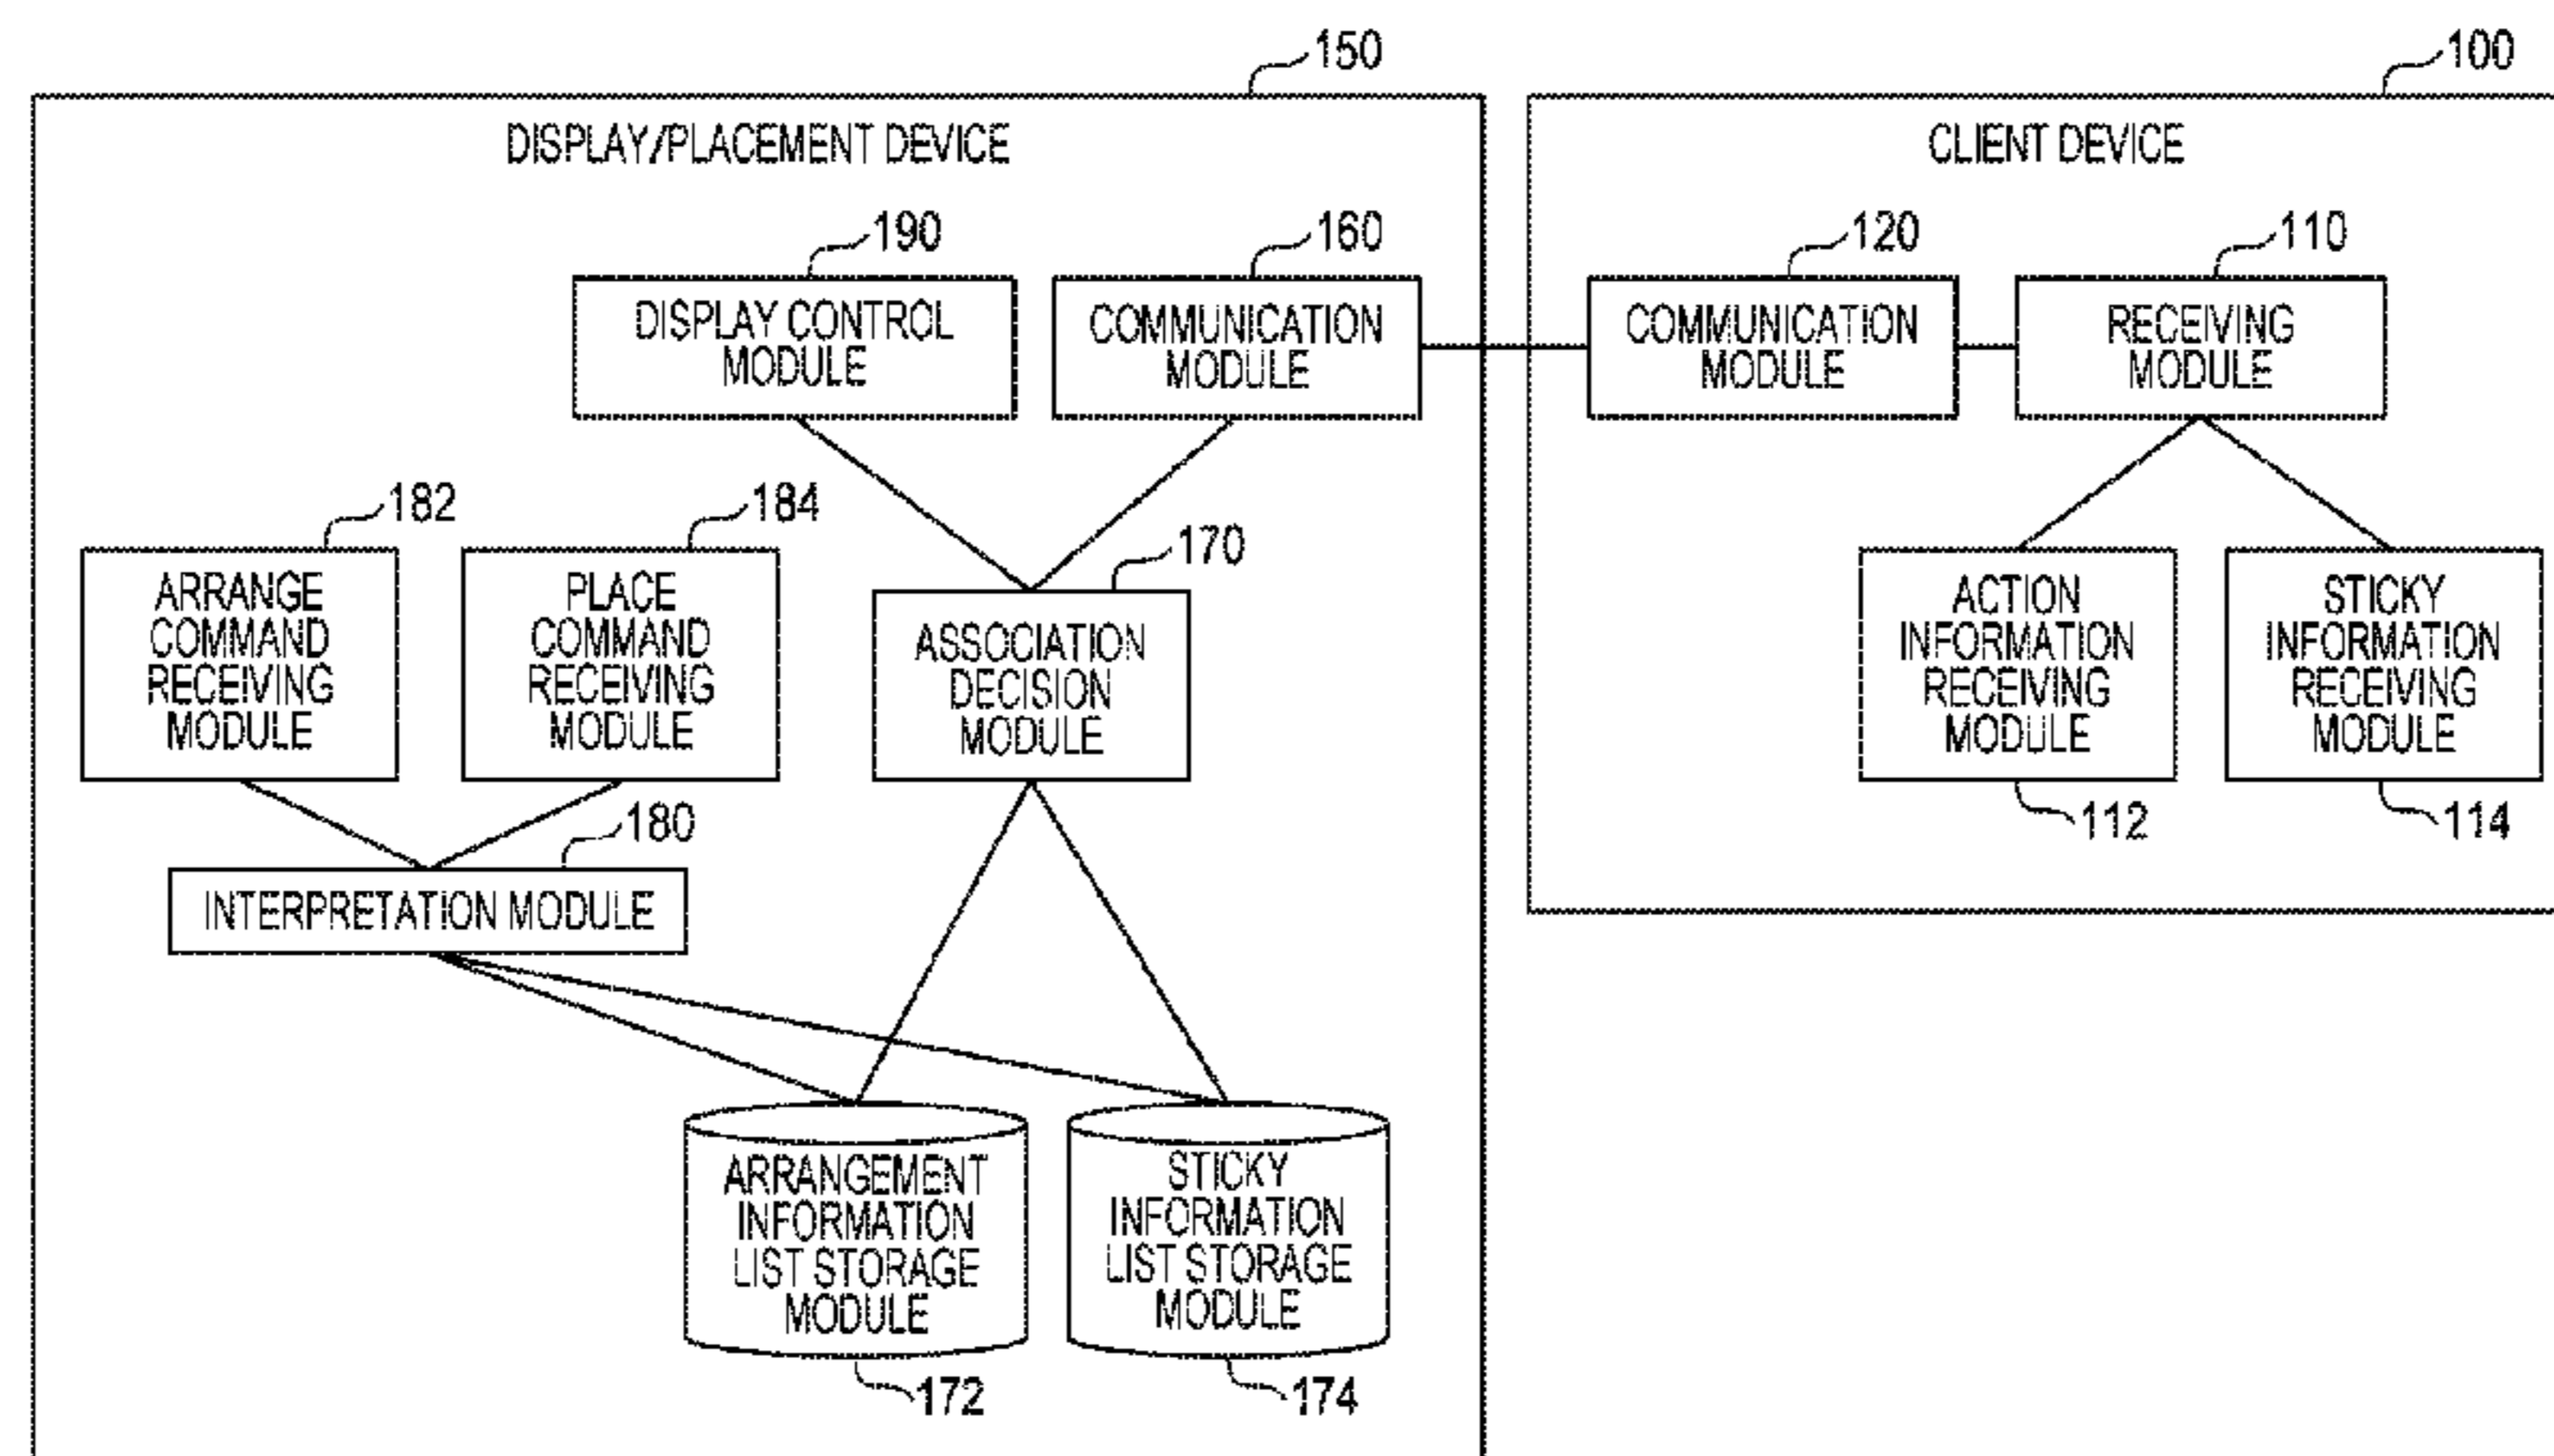 150
100
DISPLAY/PLACEMENT DEVICE
CLIENT DEVICE
190
160
120
110
DISPLAY CONTROL
MODULE
COMMUNICATION
MODULE
COMMUNICATION
MODULE
RECEIVING
MODULE
182
184
170
ARRANGE
COMMAND
RECEIVING
MODULE
PLACE
COMMAND
RECEIVING
MODULE
ASSOCIATION
DECISION
MODULE
ACTION
INFORMATION
RECEIVING
MODULE
STICKY
INFORMATION
RECEIVING
MODULE
180
112
114
INTERPRETATION MODULE
ARRANGEMENT
INFORMATION
LIST STORAGE
MODULE
STICKY
INFORMATION
LIST STORAGE
MODULE
172
174